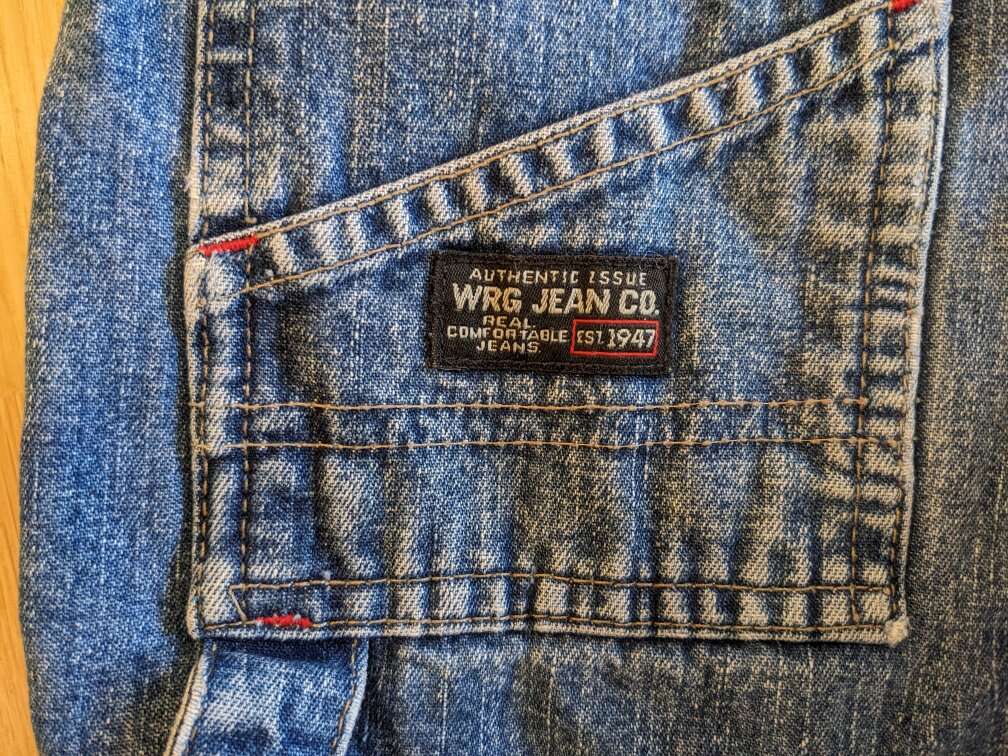 AUTHENTIC ISSUE
WRG JEAN CO.
REAL
COMFORTABLE
JEANS.
EST. 1947